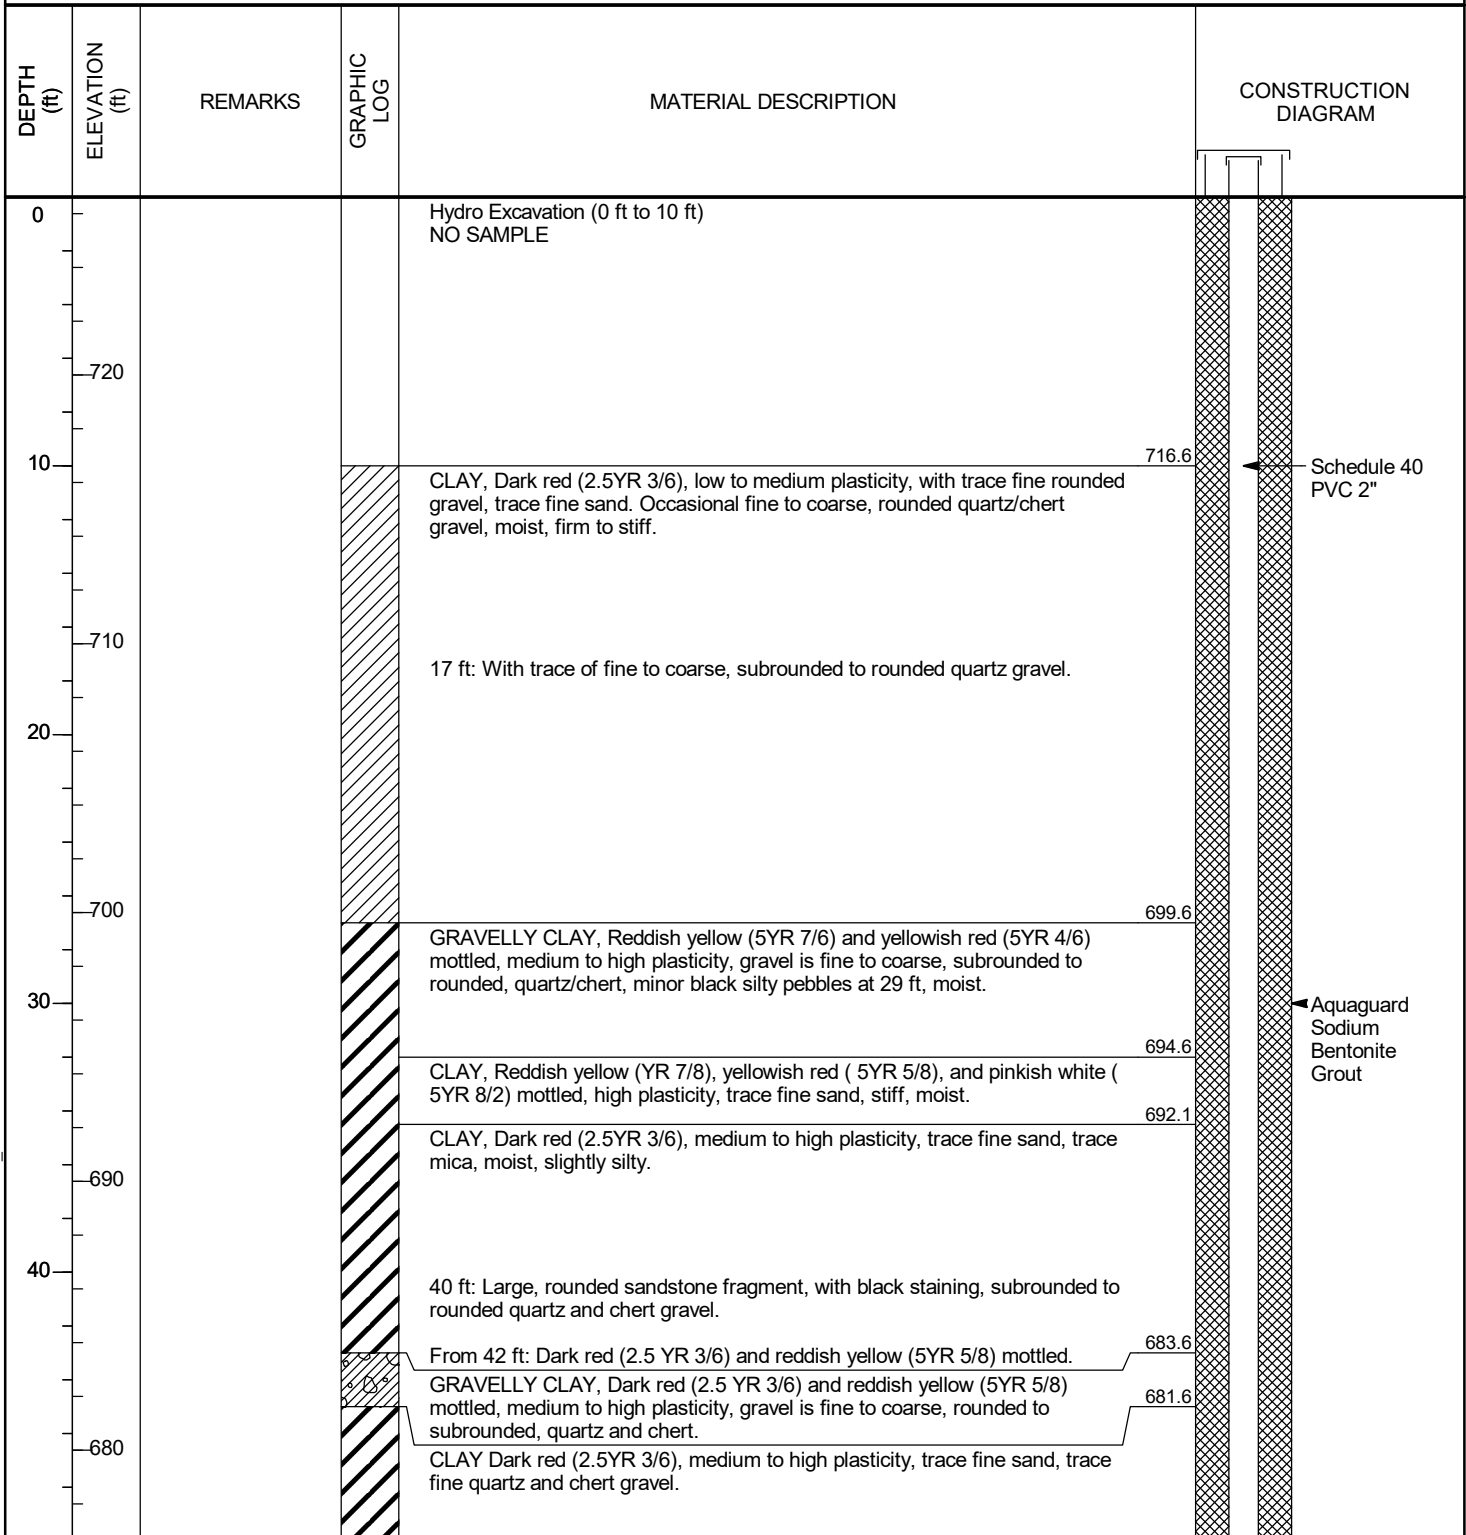 DEPTH
(ft)
ELEVATION
(ft)
REMARKS
GRAPHIC
LOG
MATERIAL DESCRIPTION
CONSTRUCTION
DIAGRAM
0
Hydro Excavation (0 ft to 10 ft)
NO SAMPLE
720
716.6
10
CLAY, Dark red (2.5YR 3/6), low to medium plasticity, with trace fine rounded
gravel, trace fine sand. Occasional fine to coarse, rounded quartz/chert
gravel, moist, firm to stiff.
Schedule 40
PVC 2"
710
17 ft: With trace of fine to coarse, subrounded to rounded quartz gravel.
20
700
699.6
GRAVELLY CLAY, Reddish yellow (5YR 7/6) and yellowish red (5YR 4/6)
mottled, medium to high plasticity, gravel is fine to coarse, subrounded to
rounded, quartz/chert, minor black silty pebbles at 29 ft, moist.
30
Aquaguard
Sodium
Bentonite
Grout
694.6
CLAY, Reddish yellow (YR 7/8), yellowish red ( 5YR 5/8), and pinkish white (
5YR 8/2) mottled, high plasticity, trace fine sand, stiff, moist.
692.1
CLAY, Dark red (2.5YR 3/6), medium to high plasticity, trace fine sand, trace
mica, moist, slightly silty.
690
40
40 ft: Large, rounded sandstone fragment, with black staining, subrounded to
rounded quartz and chert gravel.
683.6
From 42 ft: Dark red (2.5 YR 3/6) and reddish yellow (5YR 5/8) mottled.
GRAVELLY CLAY, Dark red (2.5 YR 3/6) and reddish yellow (5YR 5/8)
mottled, medium to high plasticity, gravel is fine to coarse, rounded to
subrounded, quartz and chert.
681.6
680
CLAY Dark red (2.5YR 3/6), medium to high plasticity, trace fine sand, trace
fine quartz and chert gravel.